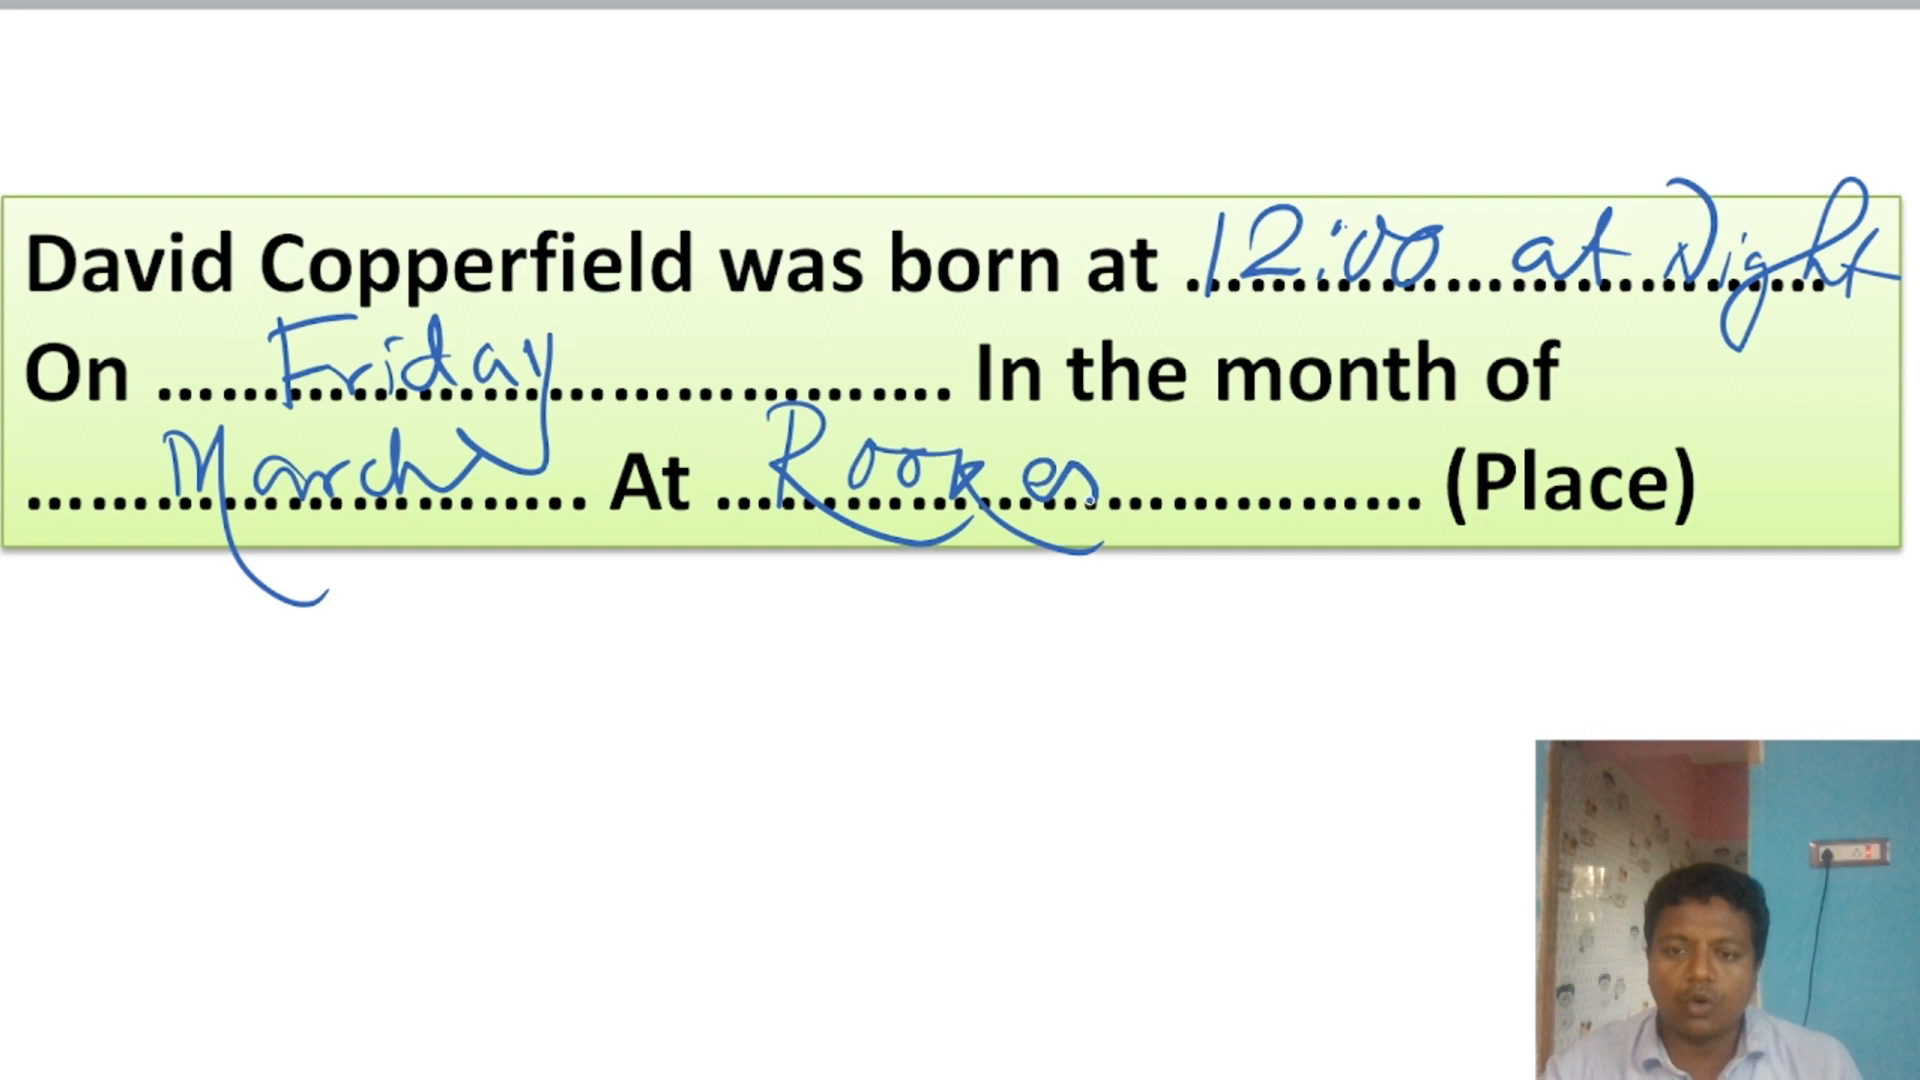 David Copperfield was born at 12:00 at Night
On ......Friday...................... In the month of
......March............ At ......Rookes.................. (Place)